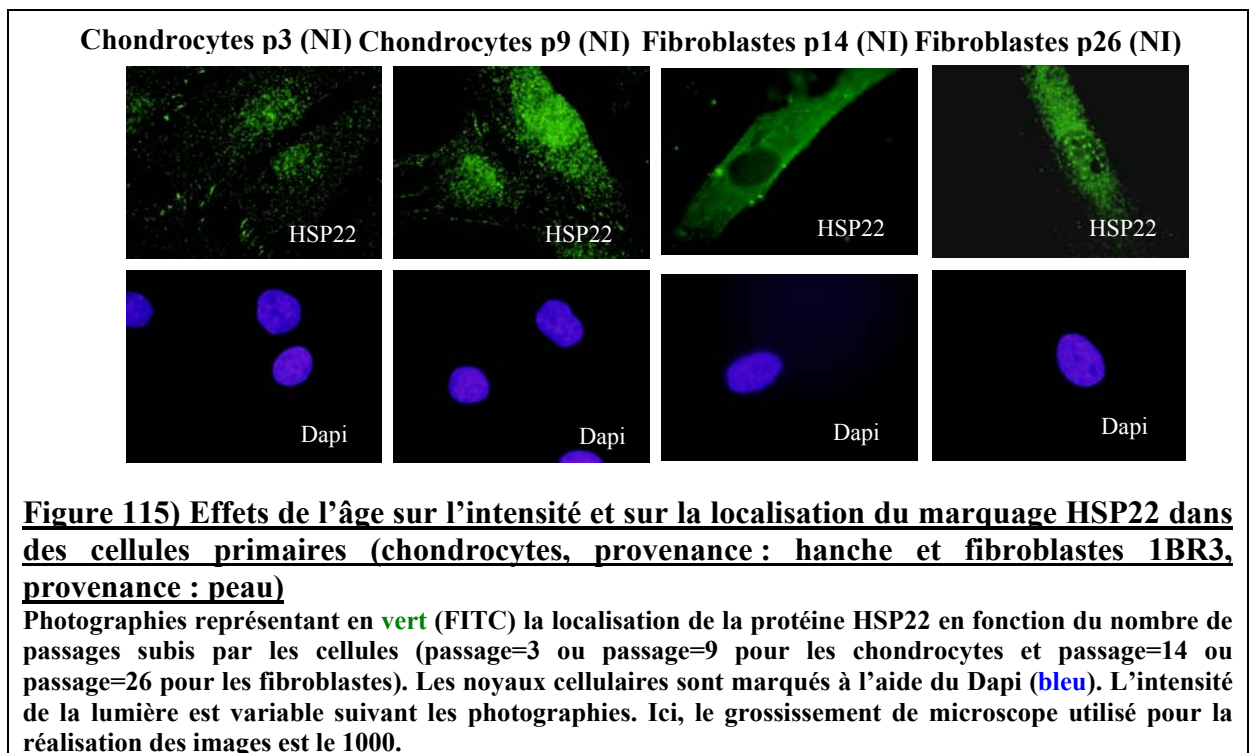 Chondrocytes p3 (NI) Chondrocytes p9 (NI) Fibroblastes p14 (NI) Fibroblastes p26 (NI)
HSP22 HSP22 HSP22 HSP22
Dapi Dapi Dapi Dapi
Figure 115) Effets de l’âge sur l’intensité et sur la localisation du marquage HSP22 dans
des cellules primaires (chondrocytes, provenance : hanche et fibroblastes 1BR3,
provenance : peau)
Photographies représentant en vert (FITC) la localisation de la protéine HSP22 en fonction du nombre de
passages subis par les cellules (passage=3 ou passage=9 pour les chondrocytes et passage=14 ou
passage=26 pour les fibroblastes). Les noyaux cellulaires sont marqués à l’aide du Dapi (bleu). L’intensité
de la lumière est variable suivant les photographies. Ici, le grossissement de microscope utilisé pour la
réalisation des images est le 1000.